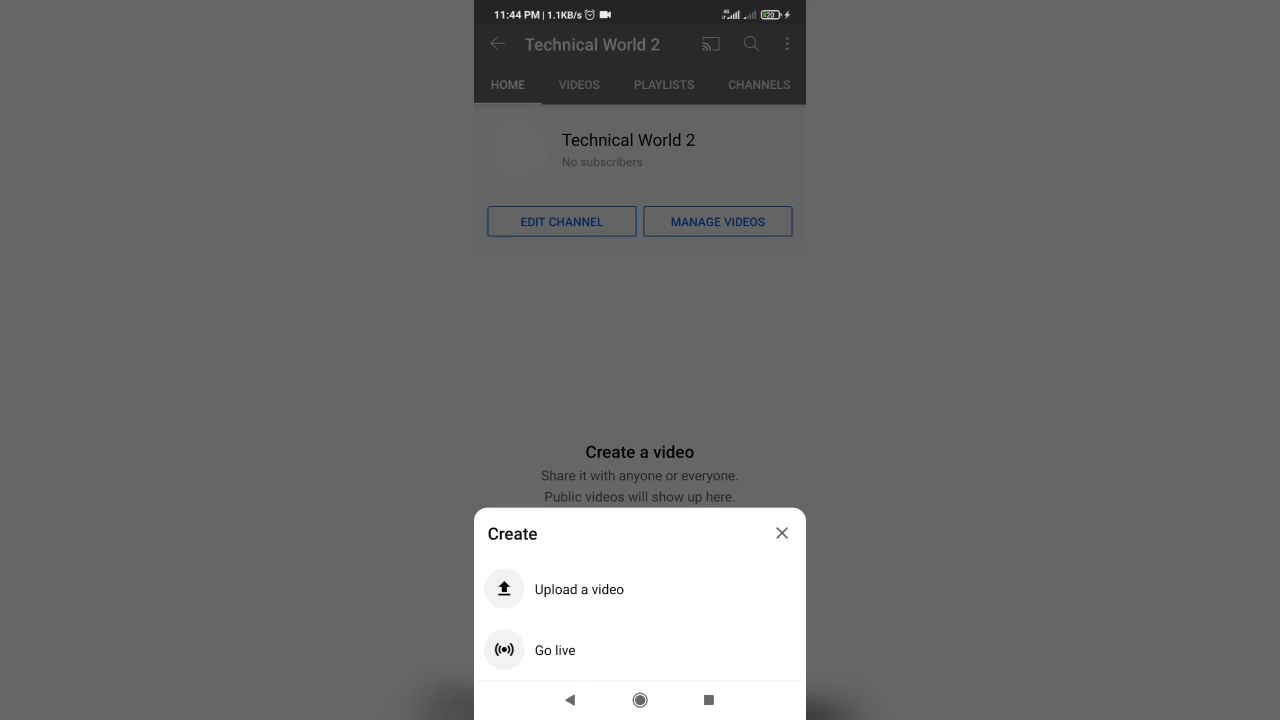 11:44 PM | 1.1KB/s
4G
20
Technical World 2
HOME VIDEOS PLAYLISTS CHANNELS
Technical World 2
No subscribers
EDIT CHANNEL MANAGE VIDEOS
Create a video
Share it with anyone or everyone.
Public videos will show up here.
Create
Upload a video
Go live